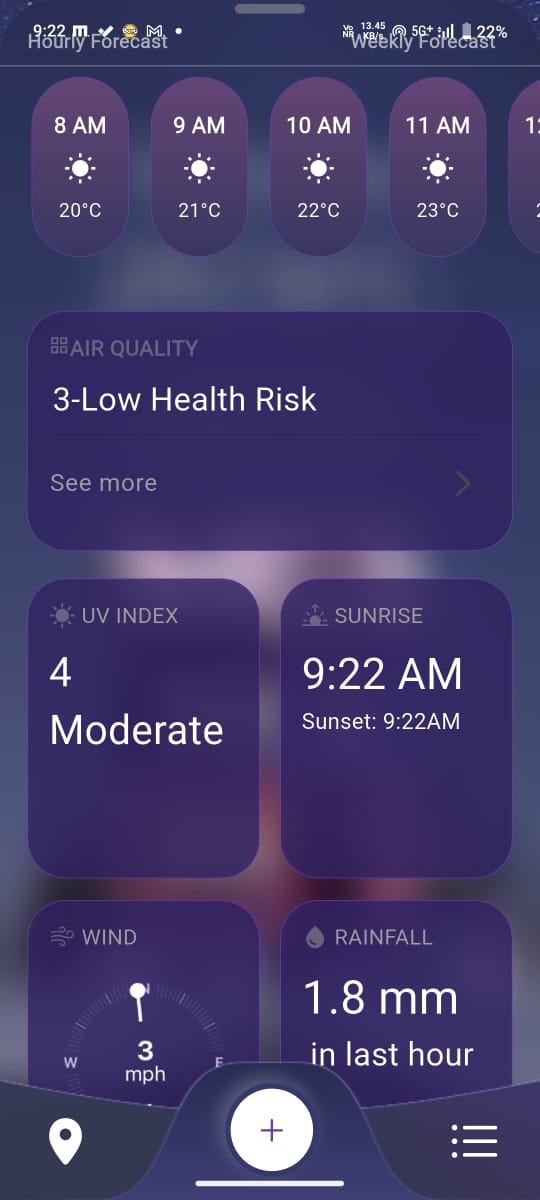 9:22
Vo NR 13.45 KB/s 5G+ 22%
Hourly Forecast Weekly Forecast
8 AM 9 AM 10 AM 11 AM
20°C 21°C 22°C 23°C
AIR QUALITY
3-Low Health Risk
See more
UV INDEX
4
Moderate
SUNRISE
9:22 AM
Sunset: 9:22AM
WIND
N
W E
3
mph
RAINFALL
1.8 mm
in last hour